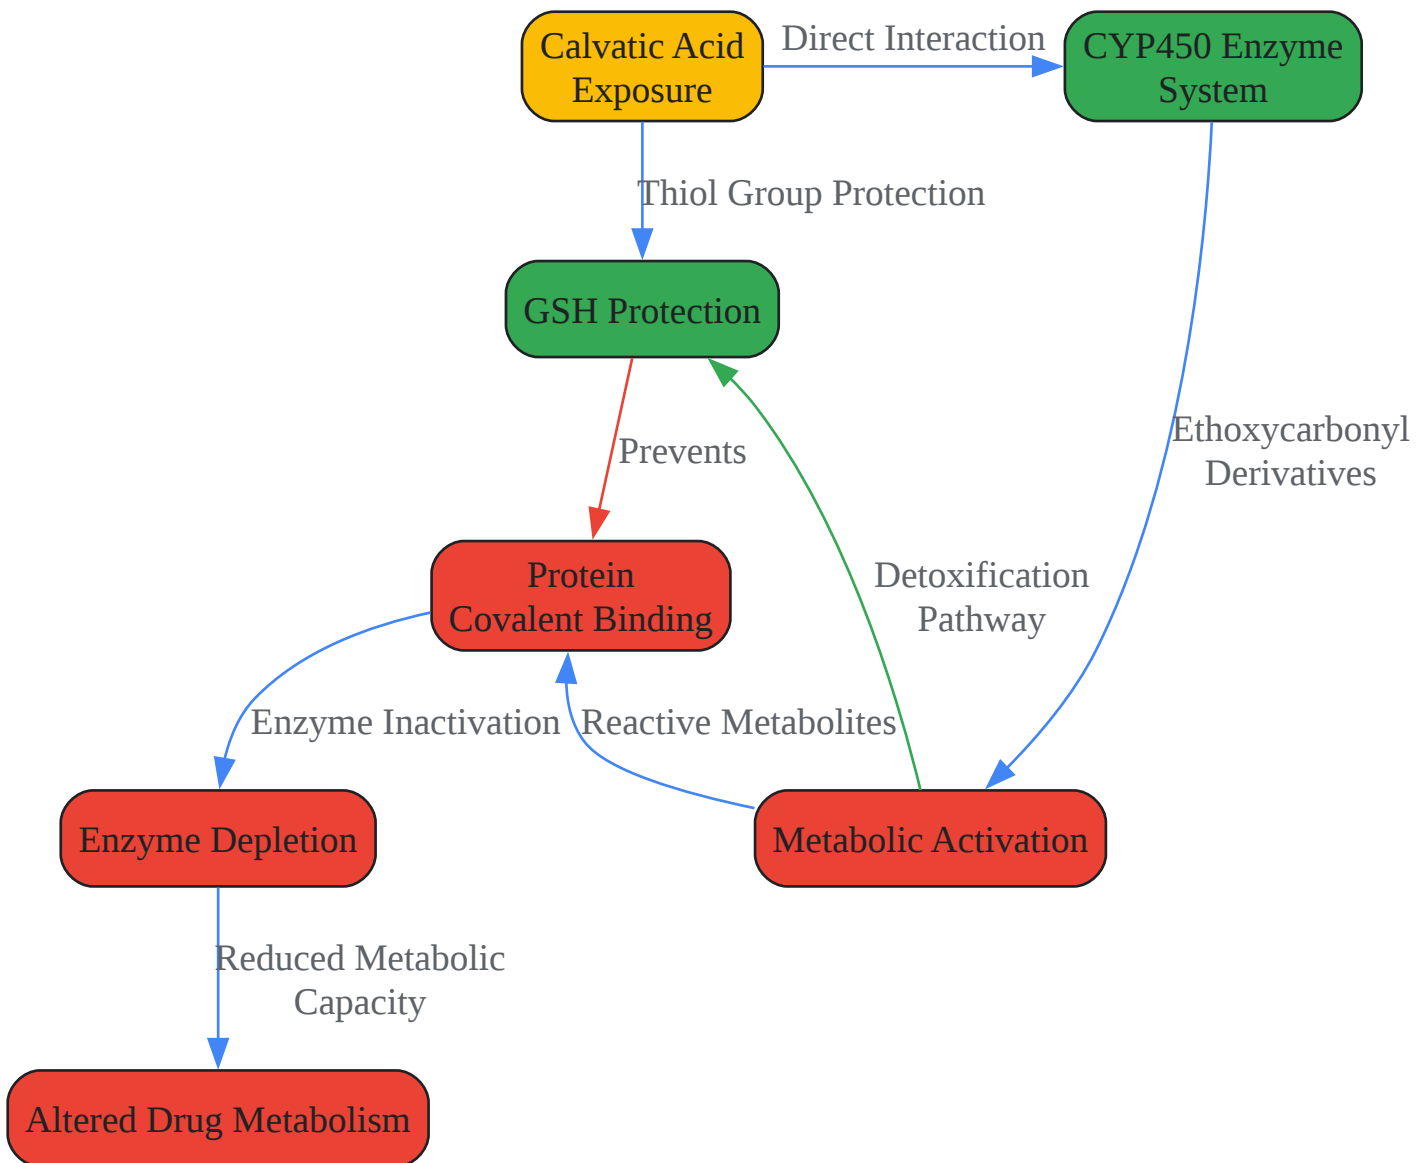 Calvatic Acid
Exposure
Direct Interaction
CYP450 Enzyme
System
Thiol Group Protection
GSH Protection
Prevents
Ethoxycarbonyl
Derivatives
Protein
Covalent Binding
Detoxification
Pathway
Enzyme Inactivation
Reactive Metabolites
Enzyme Depletion
Metabolic Activation
Reduced Metabolic
Capacity
Altered Drug Metabolism